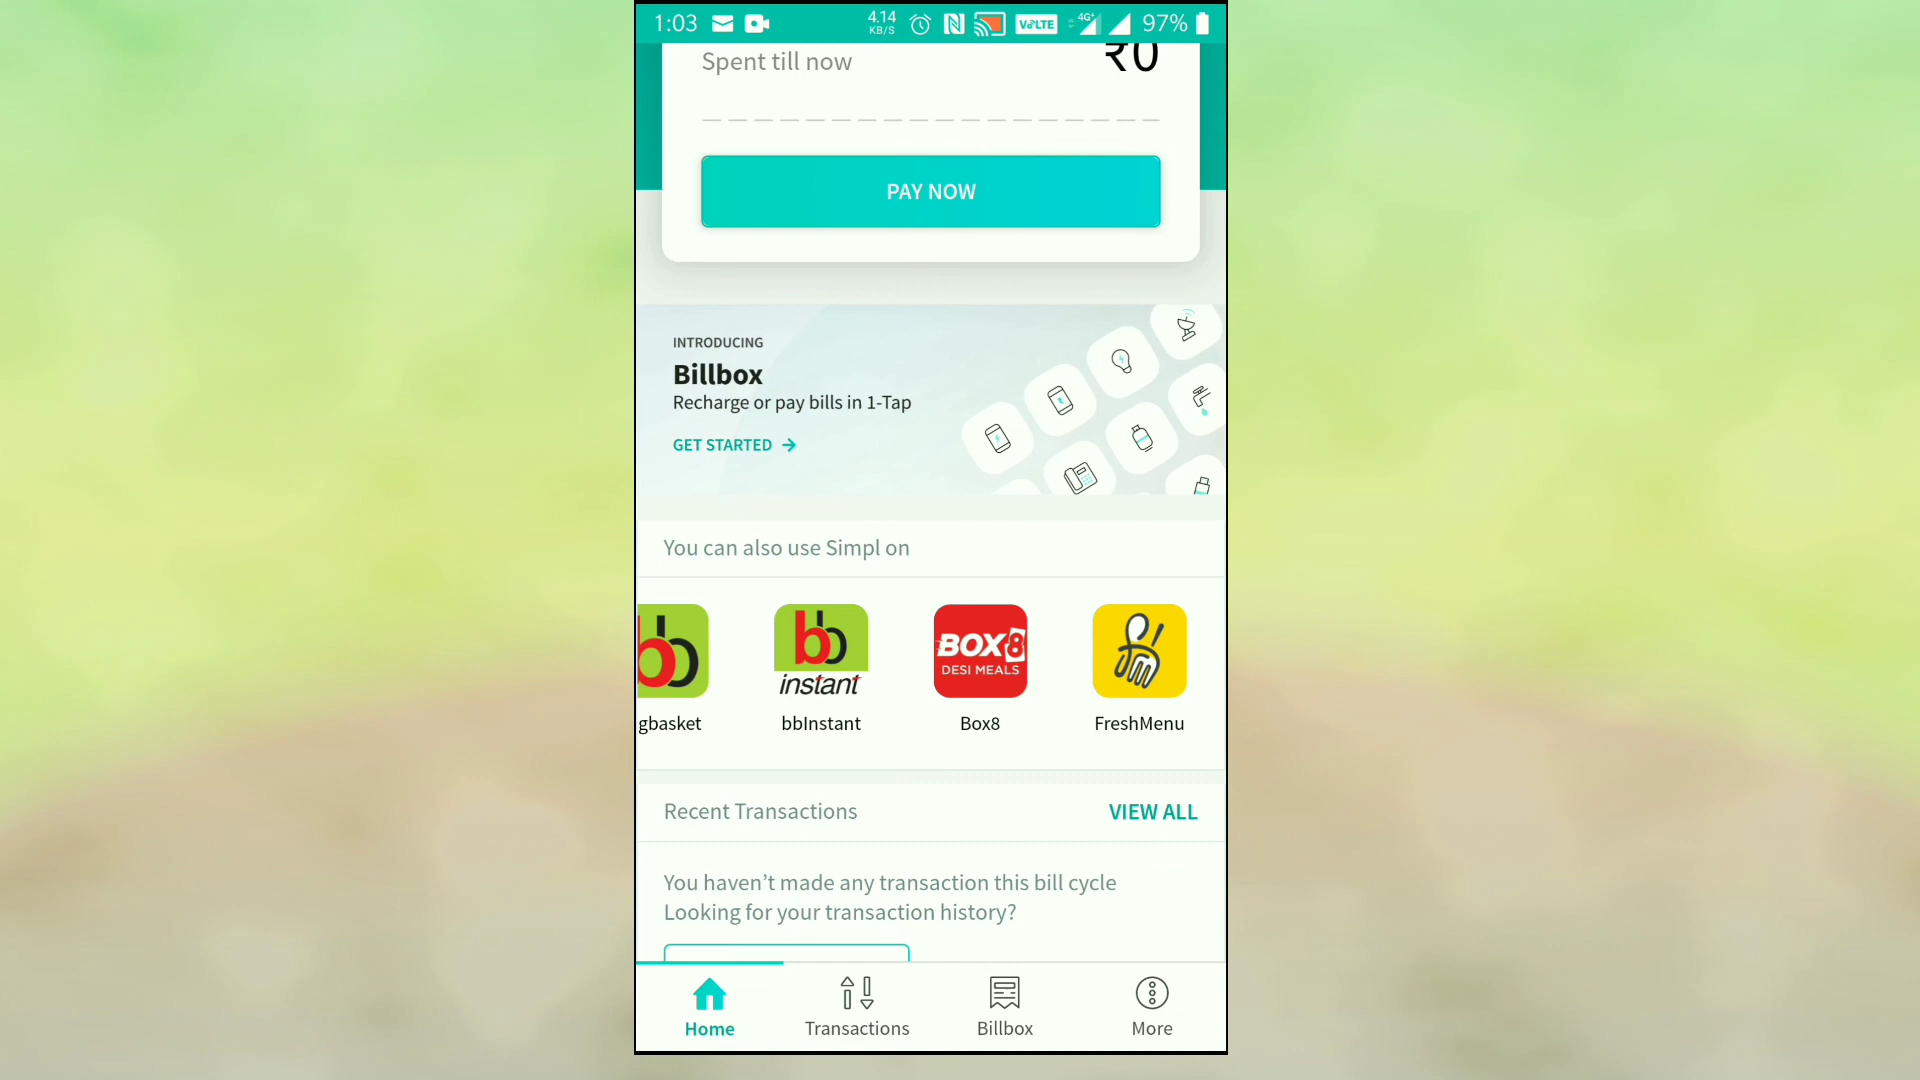 1:03
4.14
KB/S
VoLTE
4G+
97%
Spent till now
₹0
PAY NOW
INTRODUCING
Billbox
Recharge or pay bills in 1-Tap
GET STARTED
You can also use Simpl on
bb
bb
instant
BOX8
DESI MEALS
gbasket
bbInstant
Box8
FreshMenu
Recent Transactions
VIEW ALL
You haven’t made any transaction this bill cycle
Looking for your transaction history?
Home
Transactions
Billbox
More